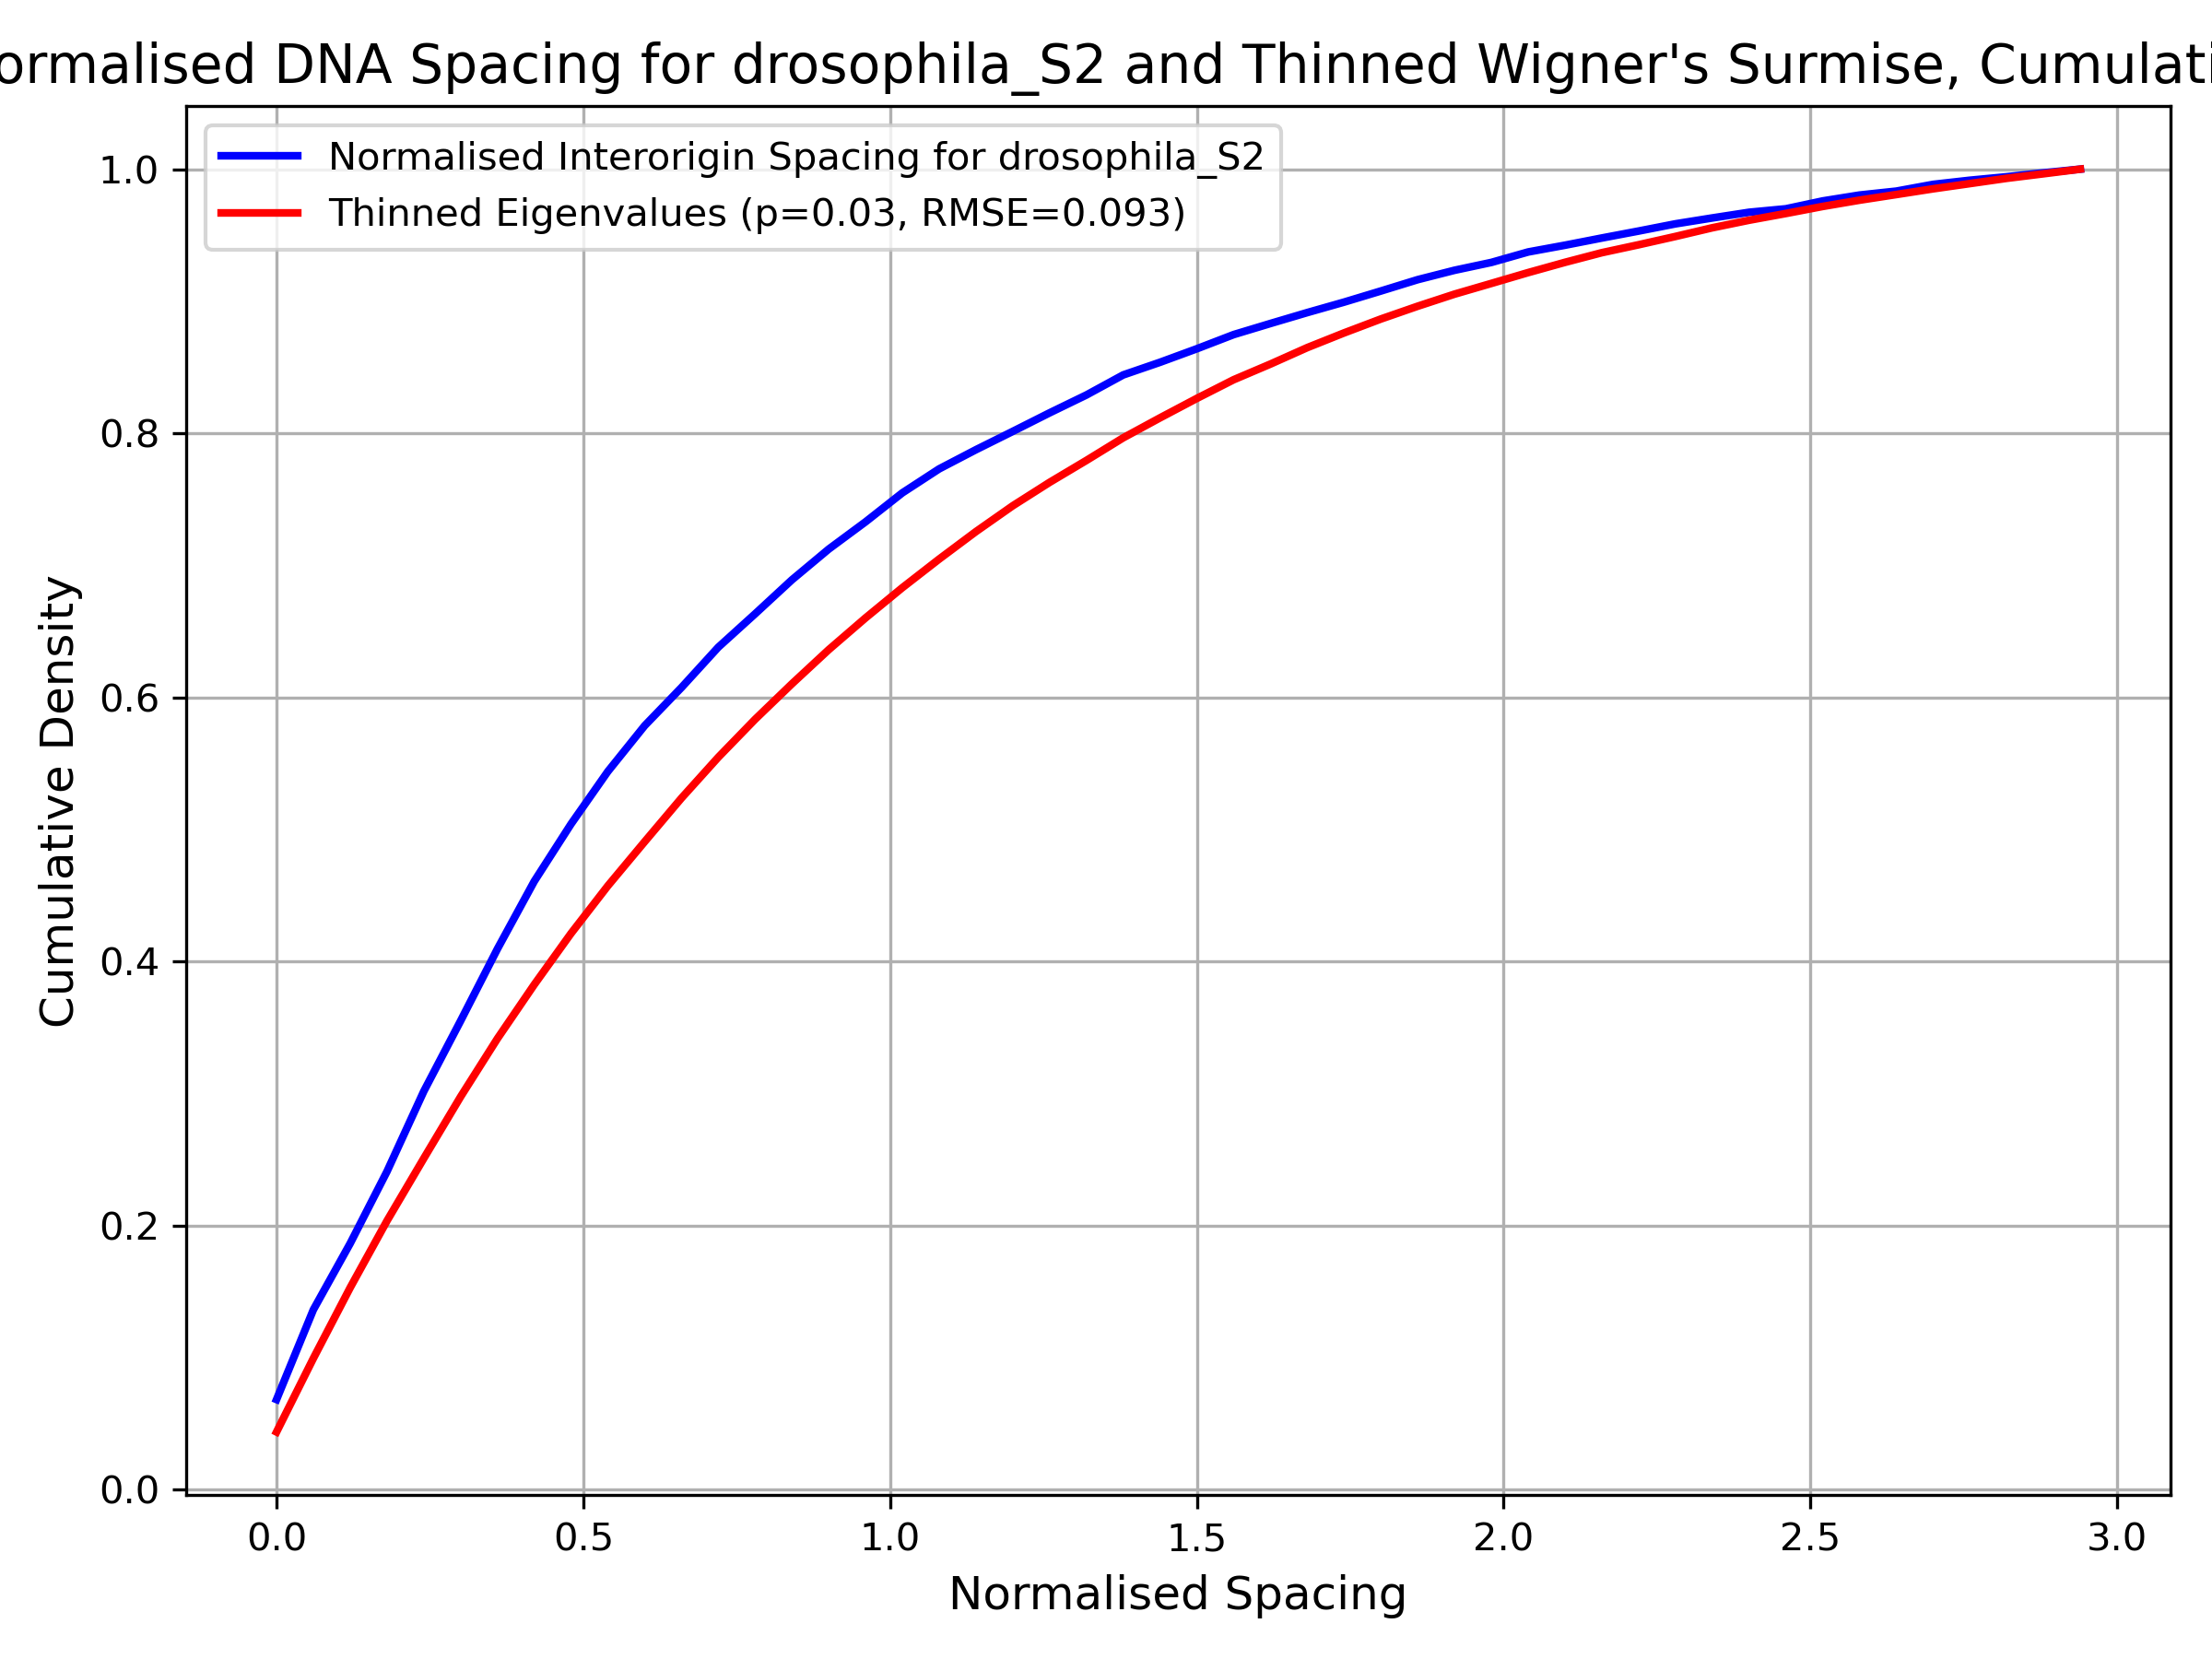 ormalised DNA Spacing for drosophila_S2 and Thinned Wigner's Surmise, Cumulati
Normalised Interorigin Spacing for drosophila_S2
Thinned Eigenvalues (p=0.03, RMSE=0.093)
Cumulative Density
1.0
0.8
0.6
0.4
0.2
0.0
0.0 0.5 1.0 1.5 2.0 2.5 3.0
Normalised Spacing